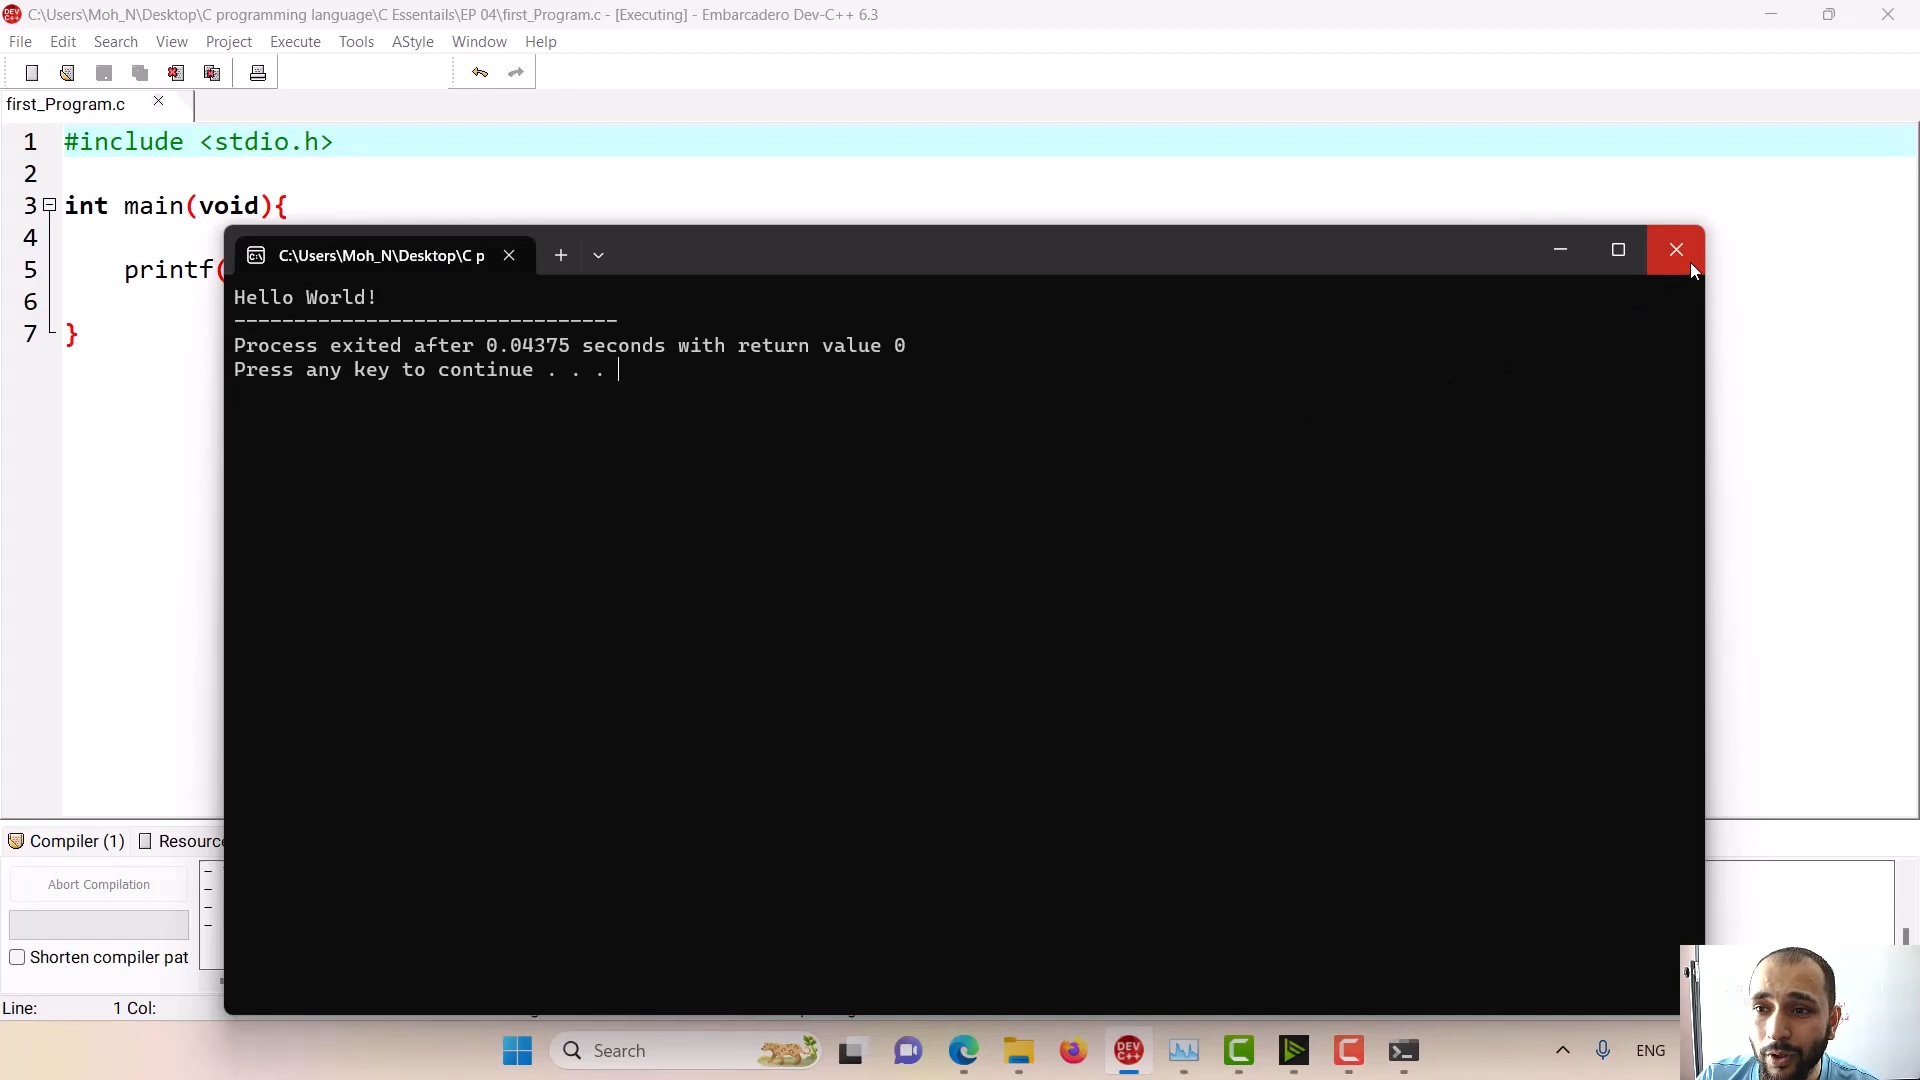 C:\Users\Moh_N\Desktop\C programming language\C Essentails\EP 04\first_Program.c - [Executing] - Embarcadero Dev-C++ 6.3
File Edit Search View Project Execute Tools AStyle Window Help
first_Program.c
1 #include <stdio.h>
2
3 int main(void){
4
5 printf(
6
7 }
C:\Users\Moh_N\Desktop\C p
Hello World!
--------------------------------
Process exited after 0.04375 seconds with return value 0
Press any key to continue . . .
Compiler (1) Resourc
Abort Compilation
Shorten compiler pat
Line: 1 Col:
Search
DEV C++
ENG